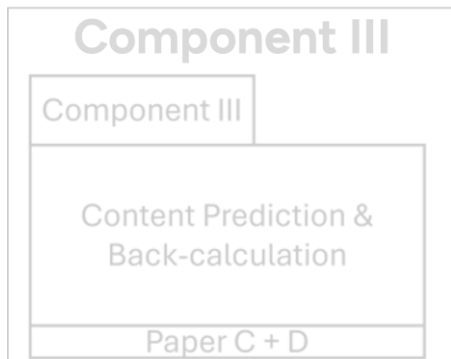 Component III
Component III
Content Prediction &
Back-calculation
Paper C + D